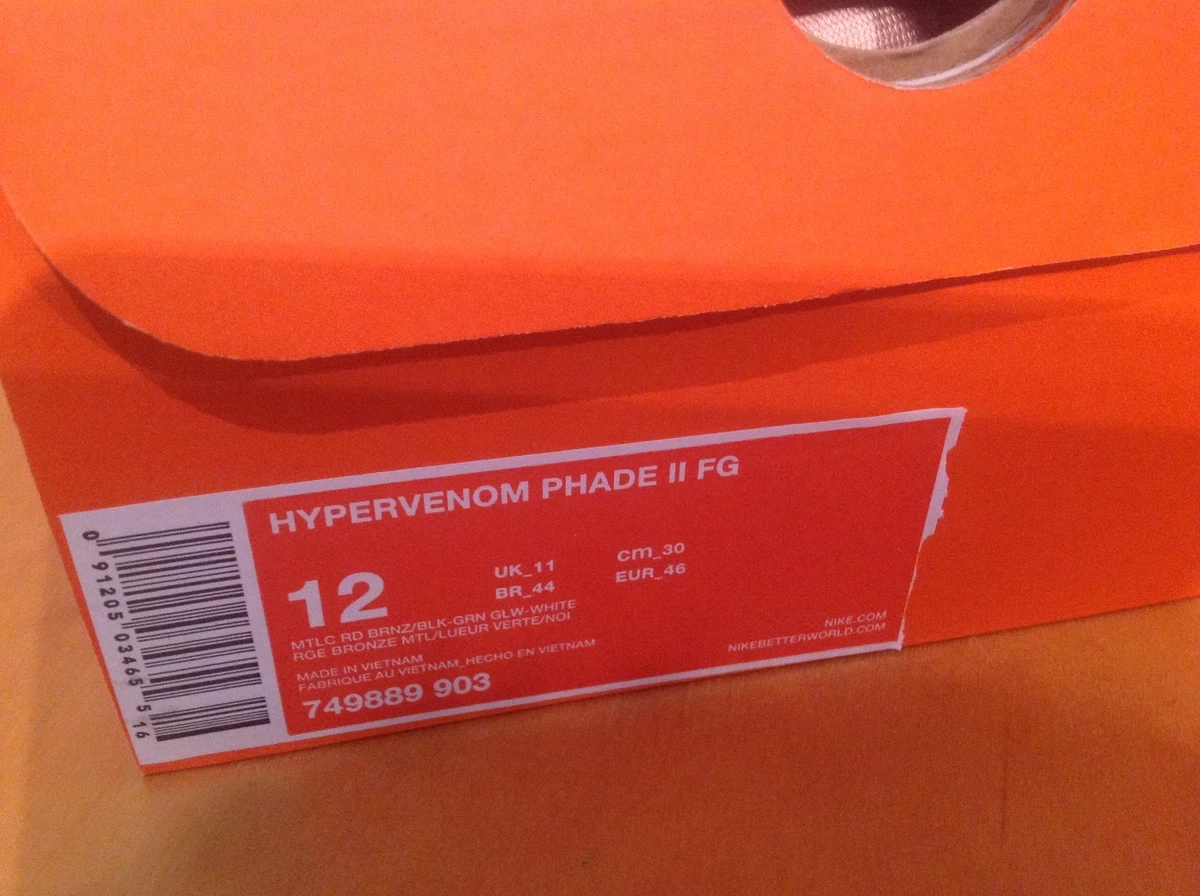 HYPERVENOM PHADE II FG
12
UK_11
cm_30
BR_44
EUR_46
MTLC RD BRNZ/BLK-GRN GLW-WHITE
RGE BRONZE MTL/LUEUR VERTE/NOI
MADE IN VIETNAM
FABRIQUE AU VIETNAM_HECHO EN VIETNAM
749889 903
NIKE.COM
NIKEBETTERWORLD.COM
0 91205 03465 5 16